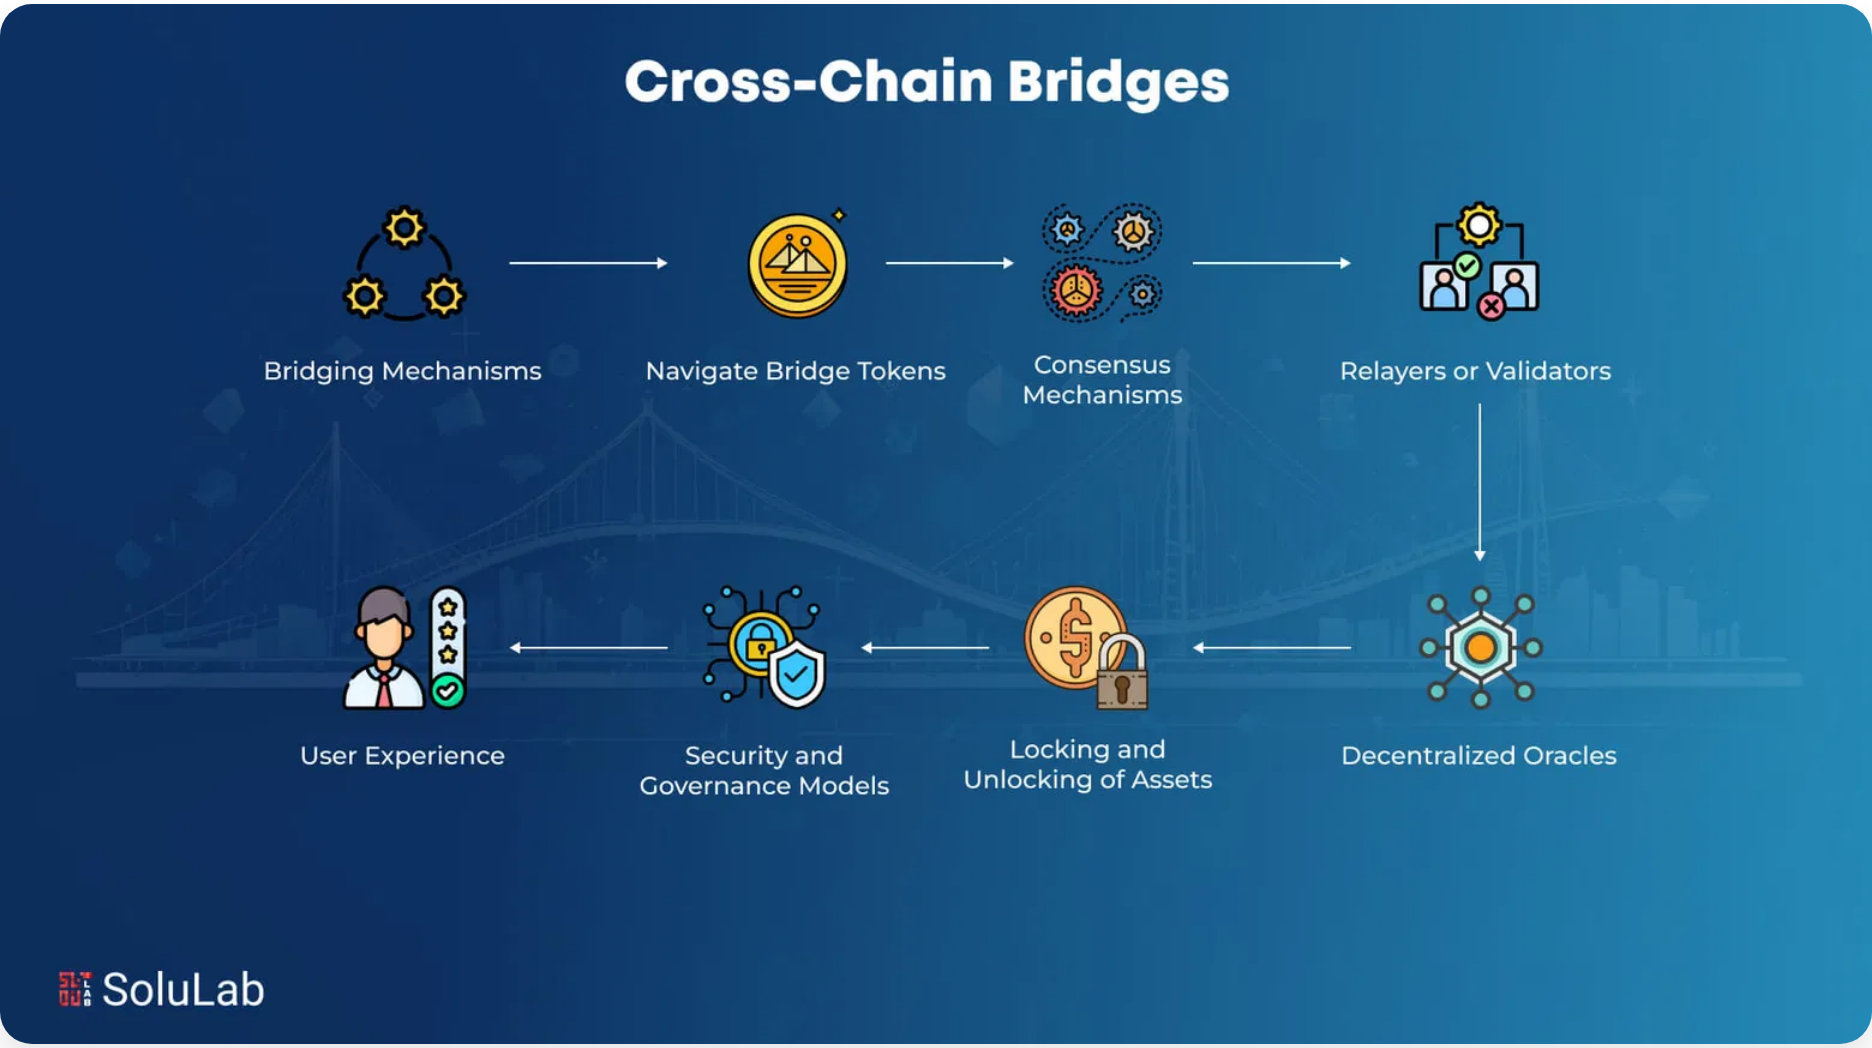 Cross-Chain Bridges
Bridging Mechanisms
Navigate Bridge Tokens
Consensus
Mechanisms
Relayers or Validators
User Experience
Security and
Governance Models
Locking and
Unlocking of Assets
Decentralized Oracles
SoluLab